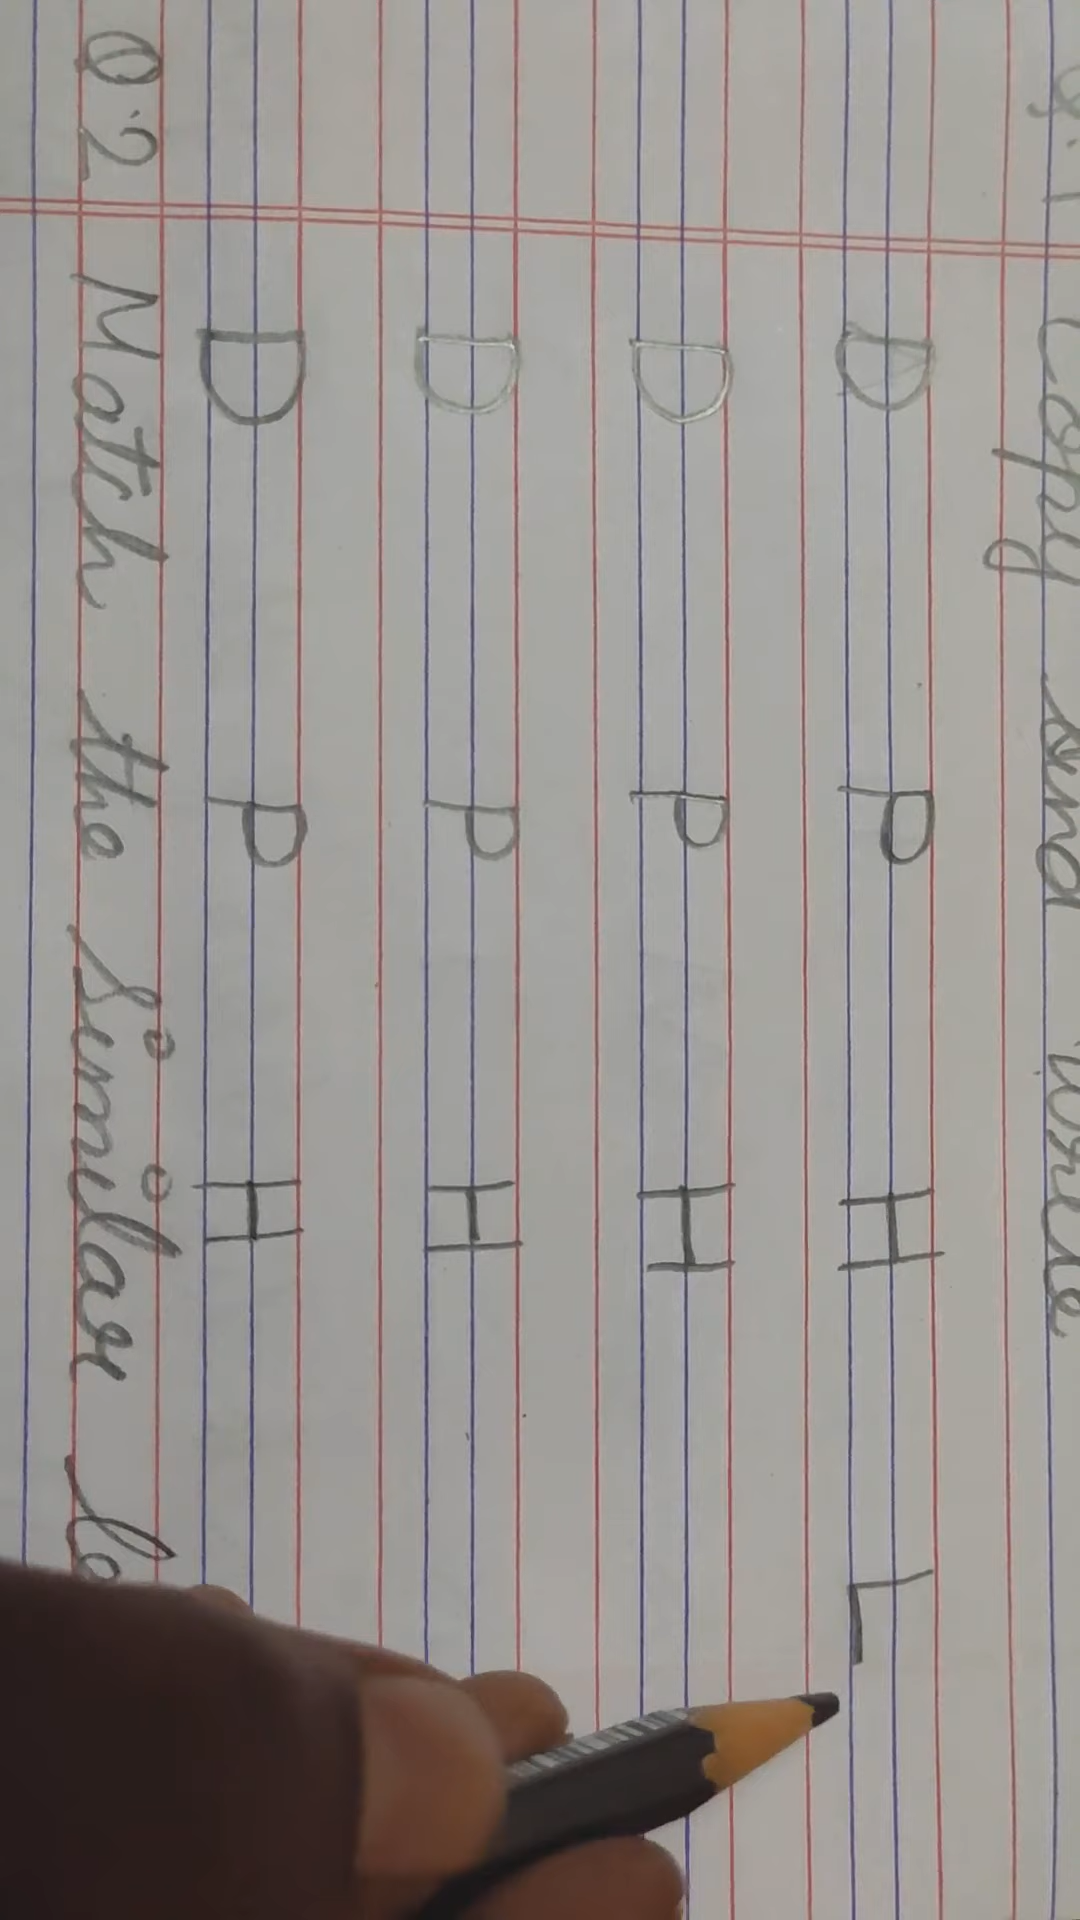 Q.1 Copy and write
D P H L
D P H
D P H
D P H
Q.2 Match the Similar